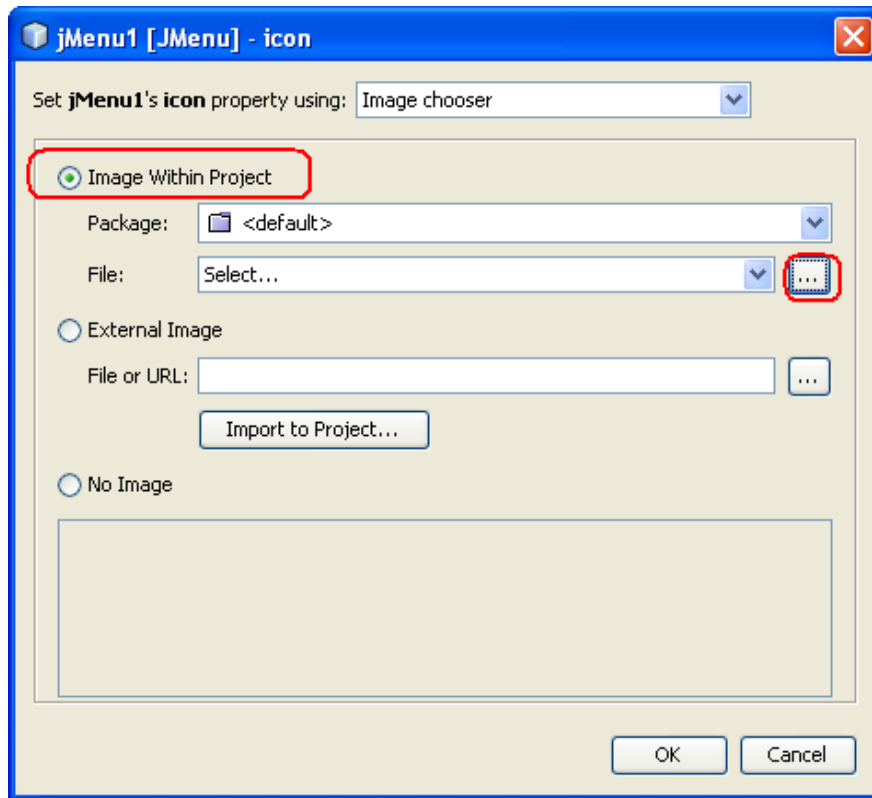 jMenu1 [JMenu] - icon
Set jMenu1's icon property using: Image chooser
Image Within Project
Package: <default>
File: Select... ...
External Image
File or URL: ...
Import to Project...
No Image
OK Cancel